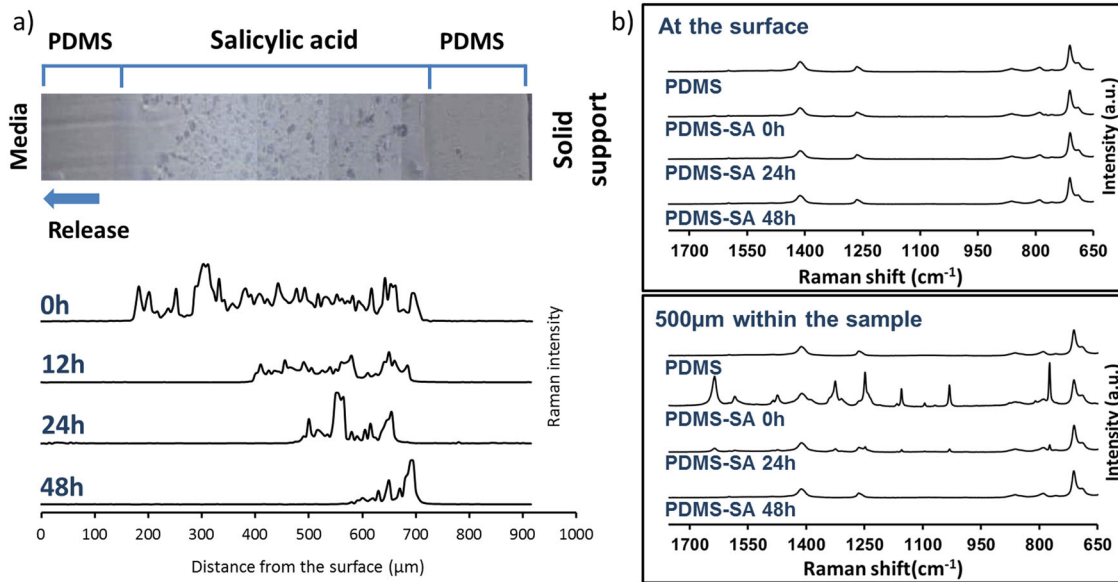 a)
PDMS
Salicylic acid
PDMS
Media
Solid
support
Release
0h
12h
24h
48h
Raman intensity
0
100
200
300
400
500
600
700
800
900
1000
Distance from the surface (µm)
b)
At the surface
PDMS
PDMS-SA 0h
PDMS-SA 24h
PDMS-SA 48h
Intensity (a.u.)
1700
1550
1400
1250
1100
950
800
650
Raman shift (cm-1)
500µm within the sample
PDMS
PDMS-SA 0h
PDMS-SA 24h
PDMS-SA 48h
Intensity (a.u.)
1700
1550
1400
1250
1100
950
800
650
Raman shift(cm-1)